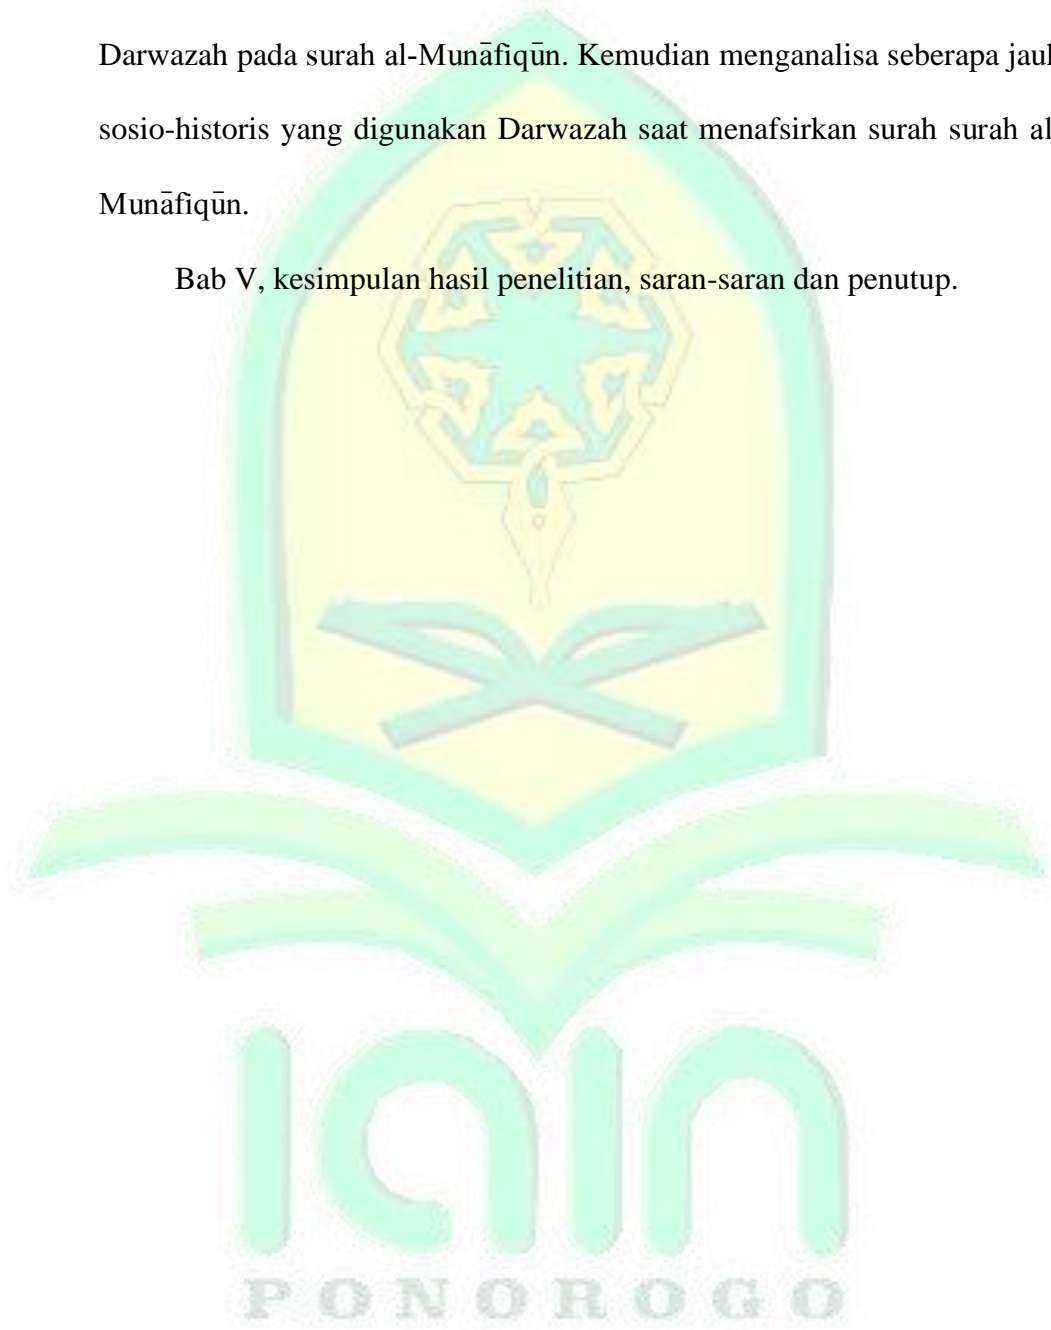 Darwazah pada surah al-Munāfiqūn. Kemudian menganalisa seberapa jauh
sosio-historis yang digunakan Darwazah saat menafsirkan surah surah al-
Munāfiqūn.
Bab V, kesimpulan hasil penelitian, saran-saran dan penutup.
iain
PONOROGO